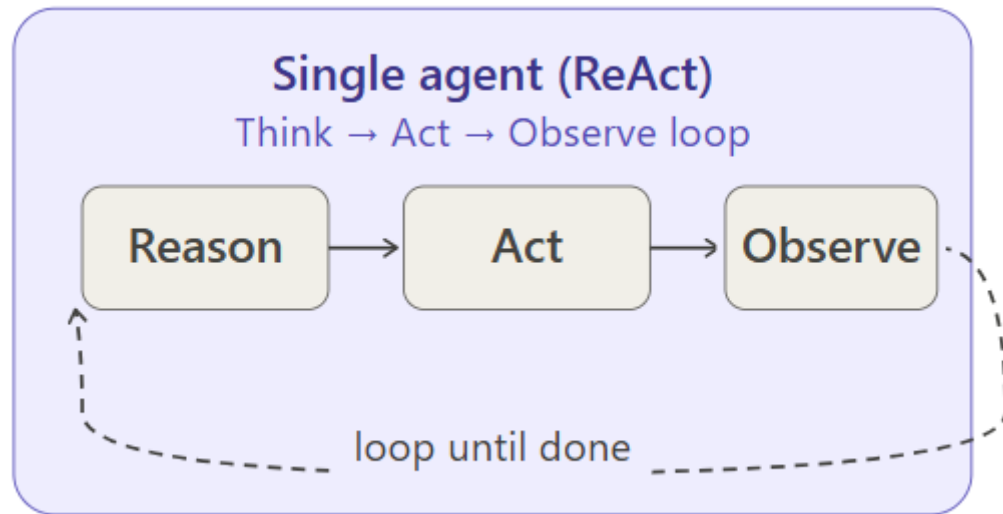 Single agent (ReAct)
Think → Act → Observe loop
Reason
Act
Observe
loop until done